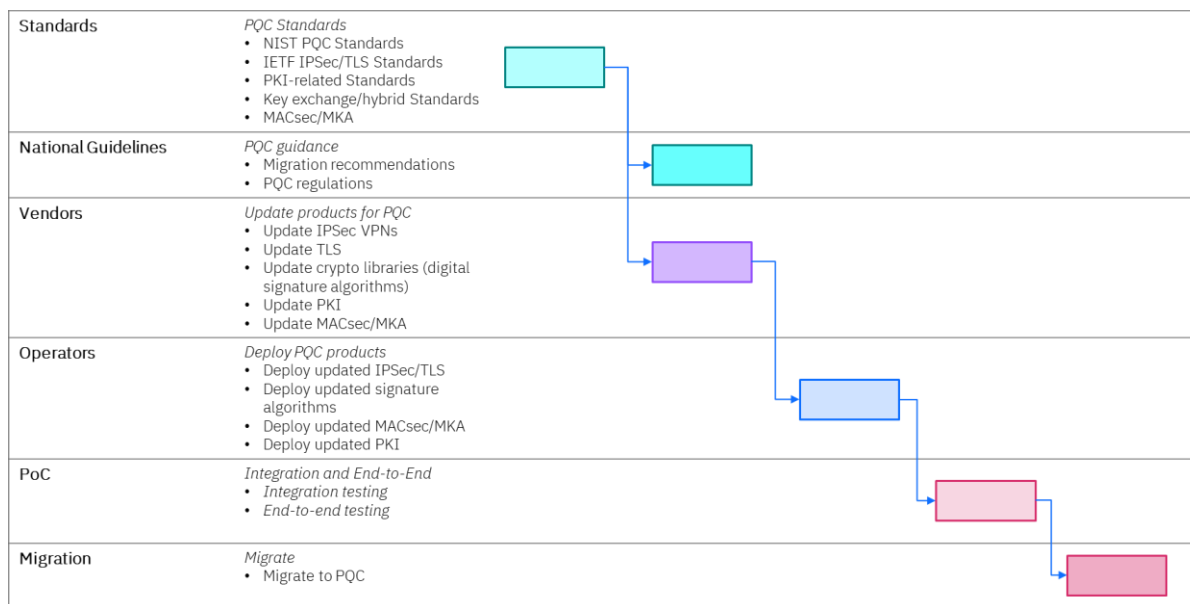 Standards
PQC Standards
• NIST PQC Standards
• IETF IPSec/TLS Standards
• PKI-related Standards
• Key exchange/hybrid Standards
• MACsec/MKA
National Guidelines
PQC guidance
• Migration recommendations
• PQC regulations
Vendors
Update products for PQC
• Update IPSec VPNs
• Update TLS
• Update crypto libraries (digital
signature algorithms)
• Update PKI
• Update MACsec/MKA
Operators
Deploy PQC products
• Deploy updated IPSec/TLS
• Deploy updated signature
algorithms
• Deploy updated MACsec/MKA
• Deploy updated PKI
PoC
Integration and End-to-End
• Integration testing
• End-to-end testing
Migration
Migrate
• Migrate to PQC